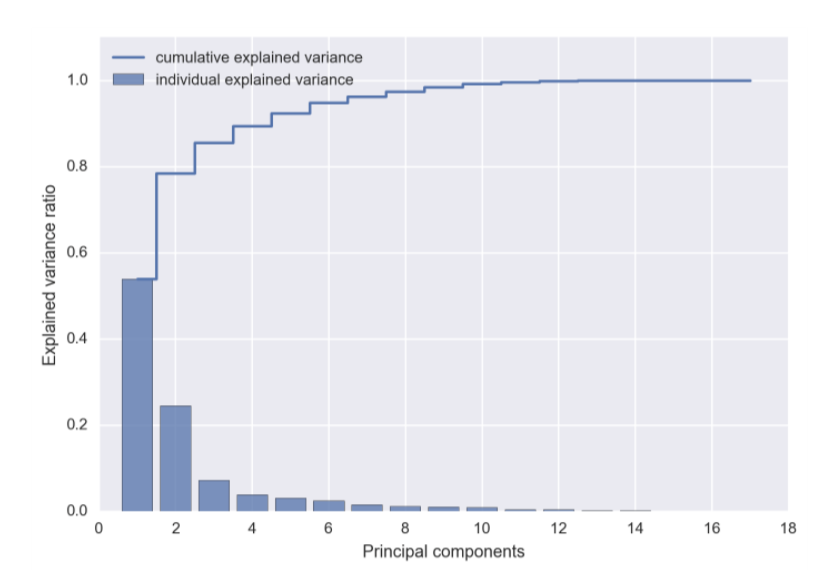 cumulative explained variance
individual explained variance
1.0
0.8
0.6
0.4
0.2
0.0
Explained variance ratio
0 2 4 6 8 10 12 14 16 18
Principal components